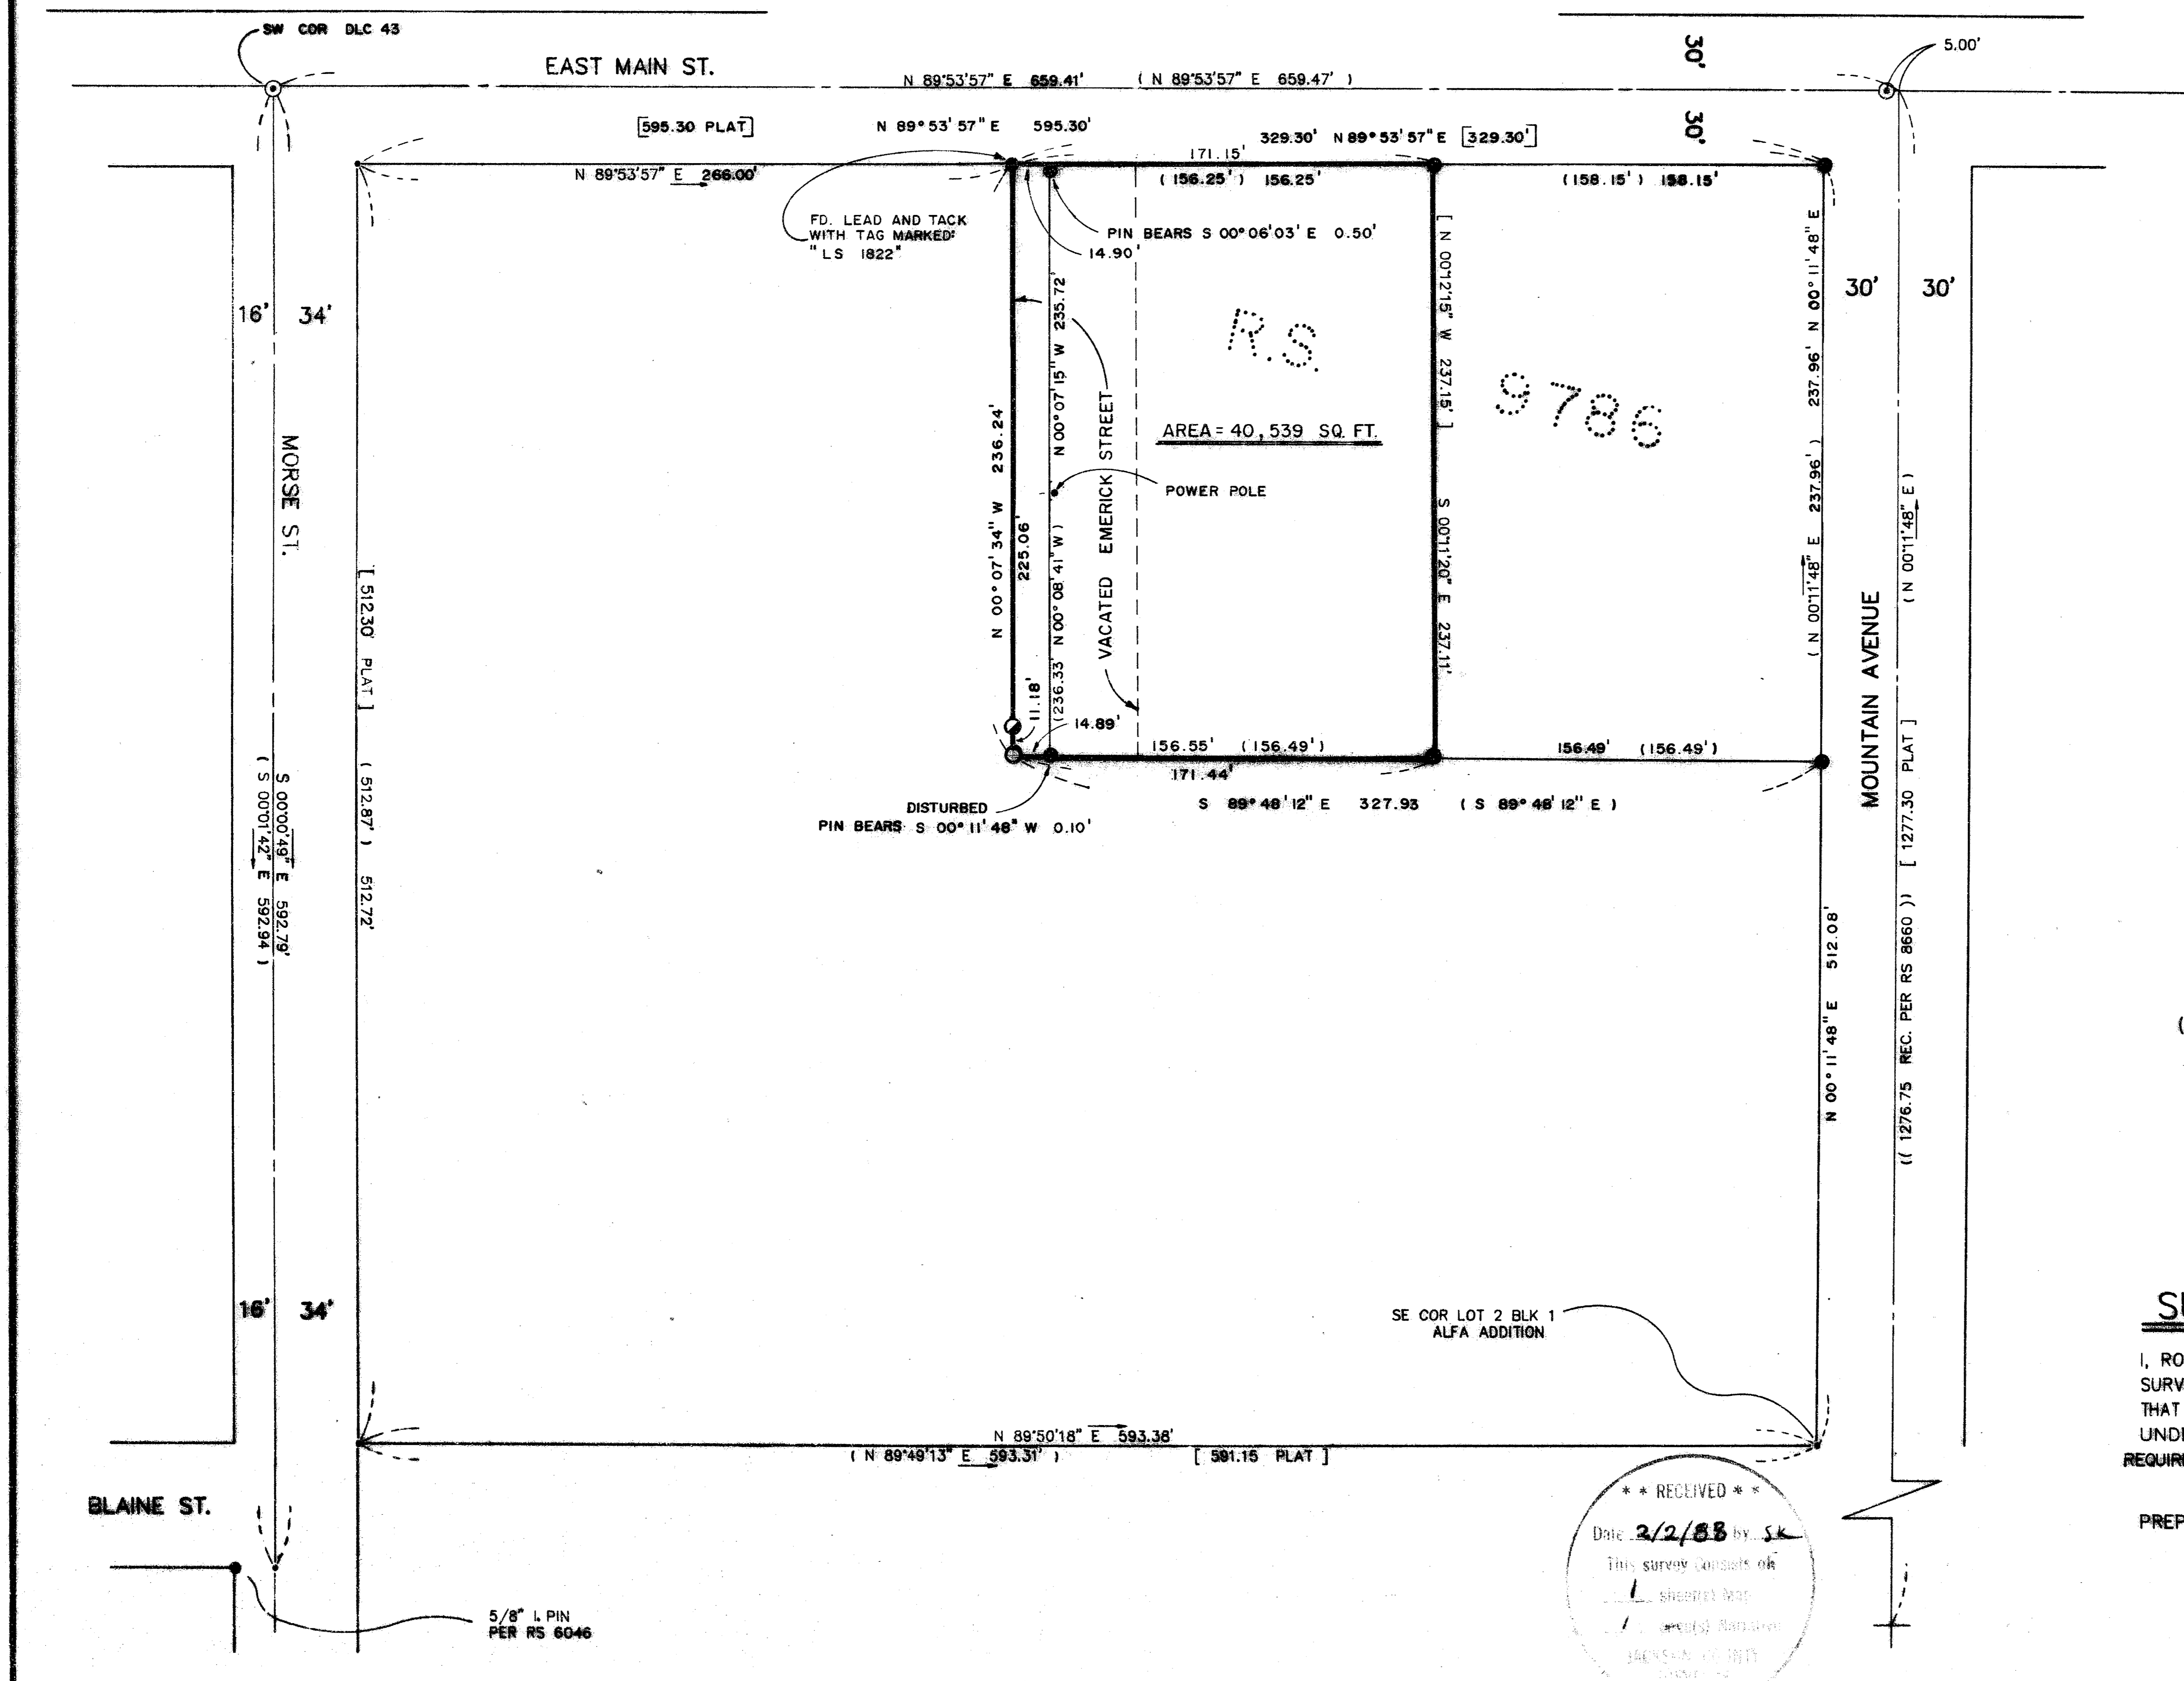 SW COR DLC 43
EAST MAIN ST.
N 89°53'57" E 659.41' ( N 89°53'57" E 659.47' )
30'
5.00'
[595.30 PLAT]
N 89°53'57" E 595.30'
329.30' N 89°53'57" E [329.30']
30'
171.15'
N 89°53'57" E 266.00'
(156.25') 156.25'
(158.15') 158.15'
FD. LEAD AND TACK
WITH TAG MARKED:
"LS 1822"
PIN BEARS S 00°06'03' E 0.50'
14.90'
16' 34'
30' 30'
R.S.
9786
AREA = 40,539 SQ. FT.
POWER POLE
VACATED EMERICK STREET
N 00°07'34" W 236.24'
225.06'
11.18'
N 00°07'15" W 235.72'
(236.33' N 00°08'41" W)
[ N 00°12'15" W 237.15' ]
S 00°11'20" E 237.11'
237.96' N 00°11'48" E
( N 00°11'48" E 237.96' )
MORSE ST.
MOUNTAIN AVENUE
( N 00°11'48" E )
[ 512.30 PLAT ]
( 512.87' ) 512.72'
S 00°00'49" E 592.79'
( S 00°01'42" E 592.94 )
14.89'
156.55' (156.49')
156.49' (156.49')
171.44'
S 89°48'12" E 327.93 ( S 89°48'12" E )
DISTURBED
PIN BEARS S 00°11'48" W 0.10'
N 00°11'48" E 512.08'
(( 1276.75 REC. PER RS 8660 )) [ 1277.30 PLAT ]
16' 34'
SE COR LOT 2 BLK 1
ALFA ADDITION
N 89°50'18" E 593.38'
( N 89°49'13" E 593.31' ) [ 591.15 PLAT ]
BLAINE ST.
5/8" I. PIN
PER RS 6046
* * RECEIVED * *
Date 2/2/88 by SK
This survey Consists of
1 sheet(s) Map
1 Narrative
JACKSON COUNTY
I, RO
SURV
THAT
UNDE
REQUIR
PREP